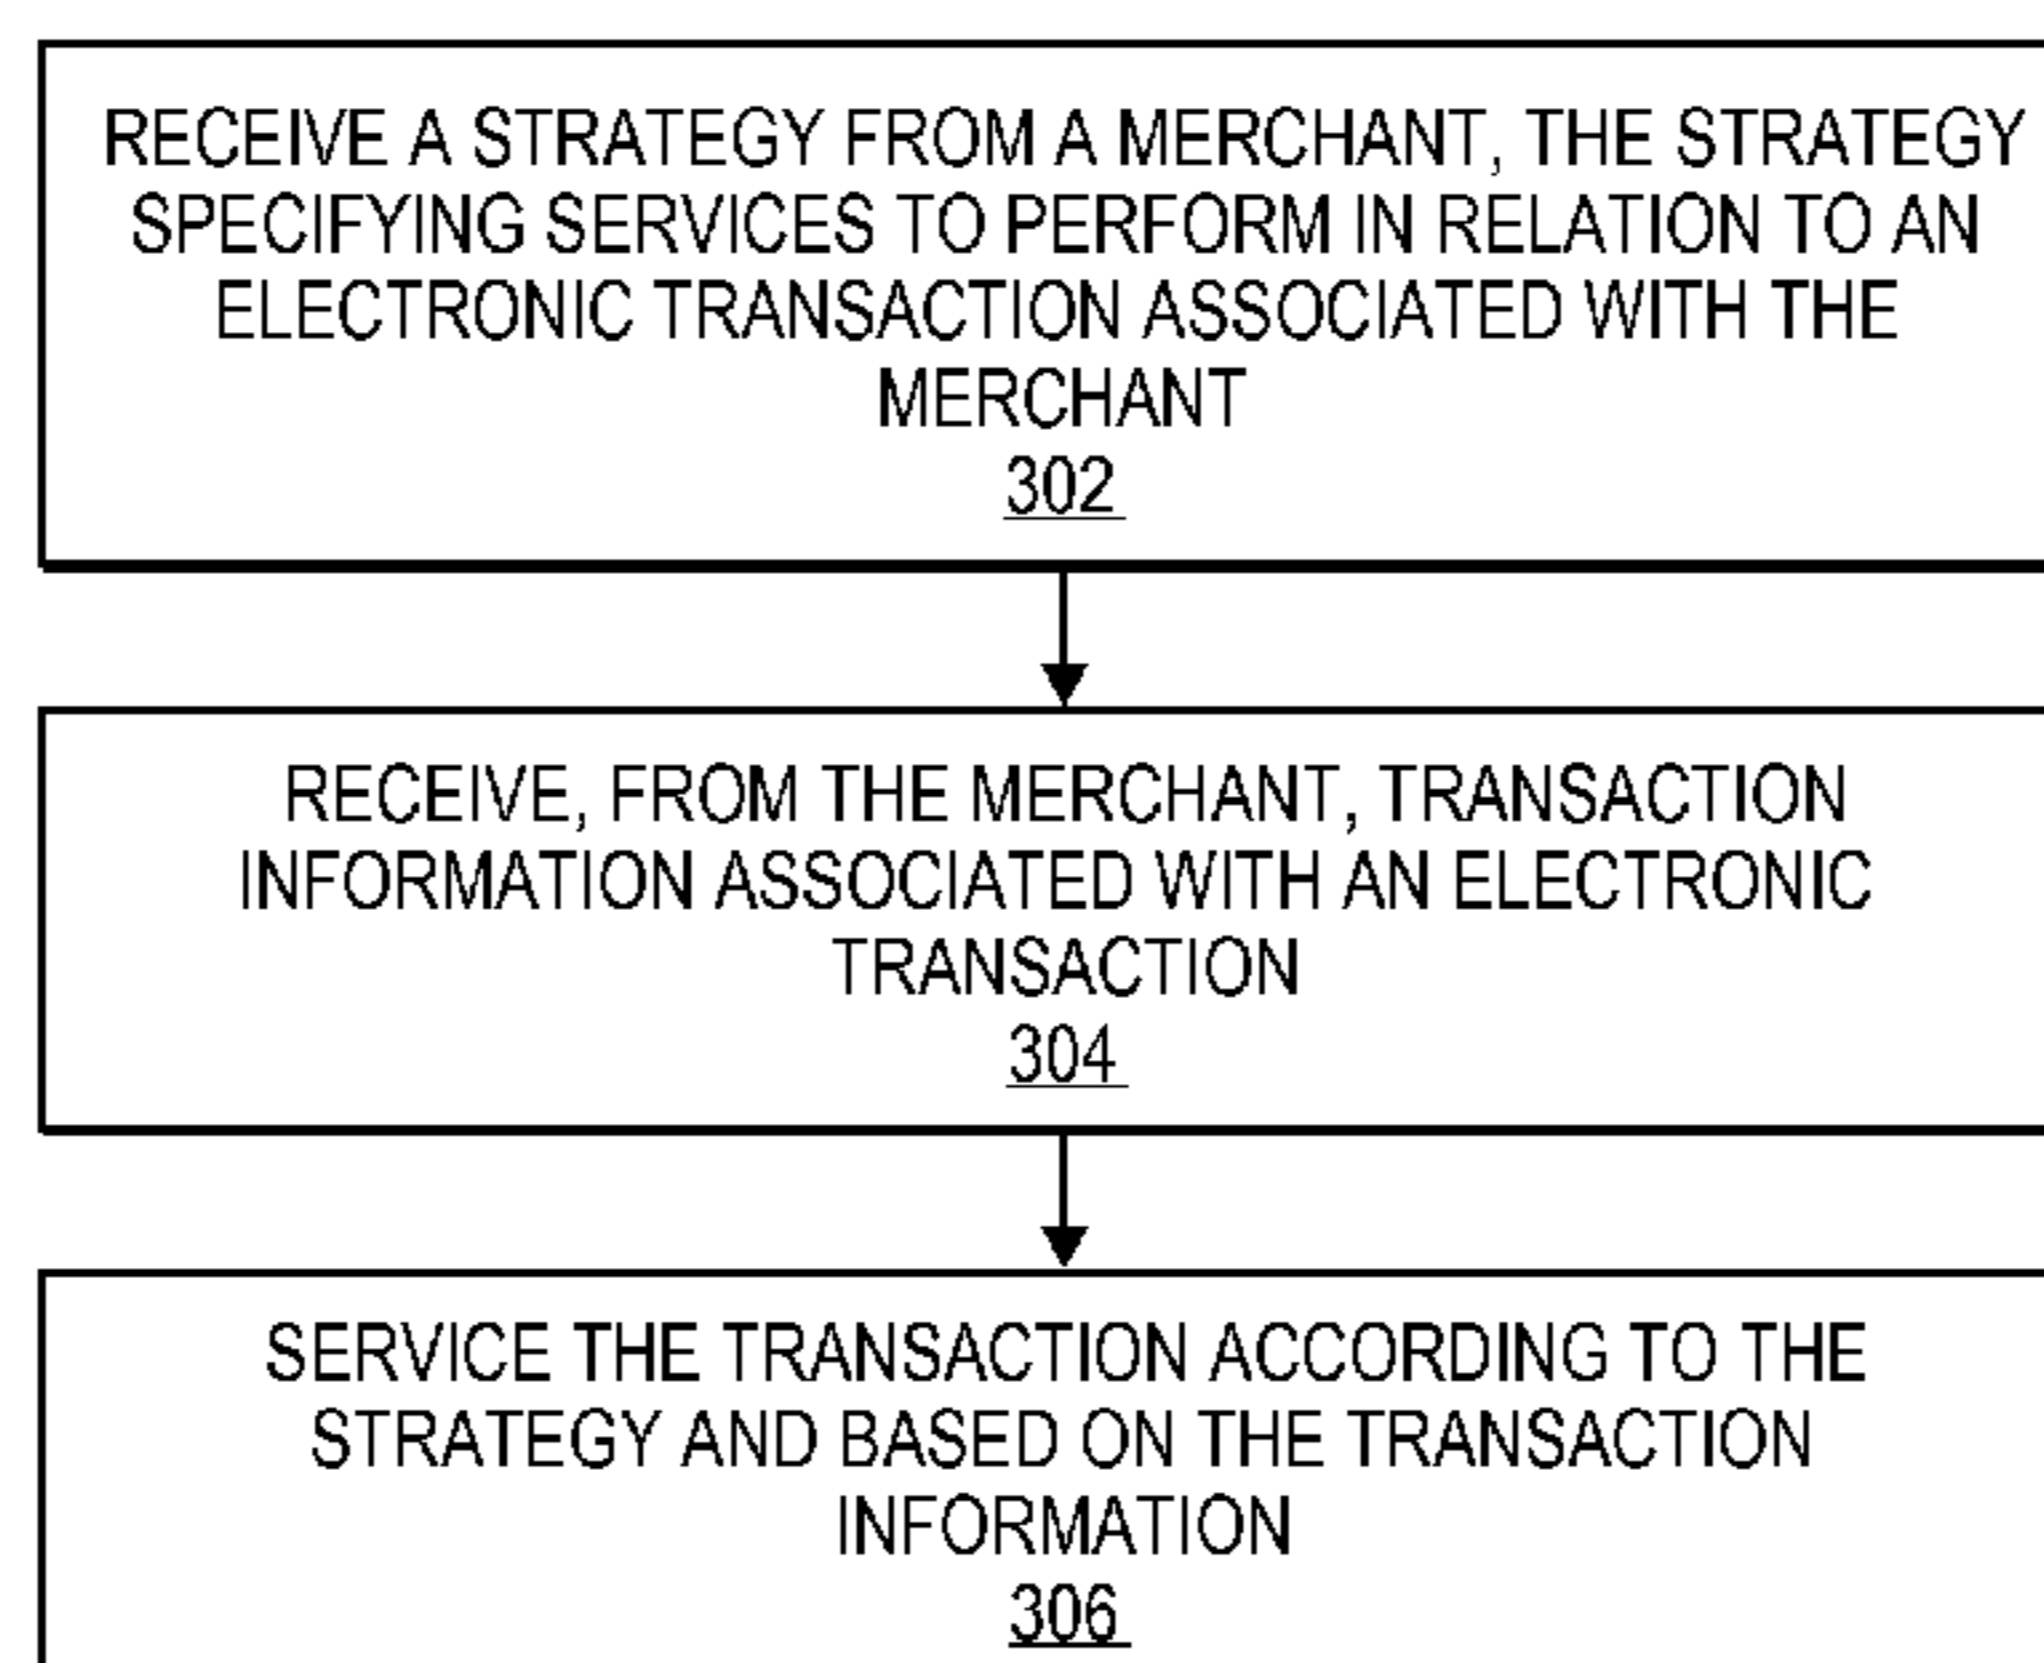 RECEIVE A STRATEGY FROM A MERCHANT, THE STRATEGY
SPECIFYING SERVICES TO PERFORM IN RELATION TO AN
ELECTRONIC TRANSACTION ASSOCIATED WITH THE
MERCHANT
302
RECEIVE, FROM THE MERCHANT, TRANSACTION
INFORMATION ASSOCIATED WITH AN ELECTRONIC
TRANSACTION
304
SERVICE THE TRANSACTION ACCORDING TO THE
STRATEGY AND BASED ON THE TRANSACTION
INFORMATION
306